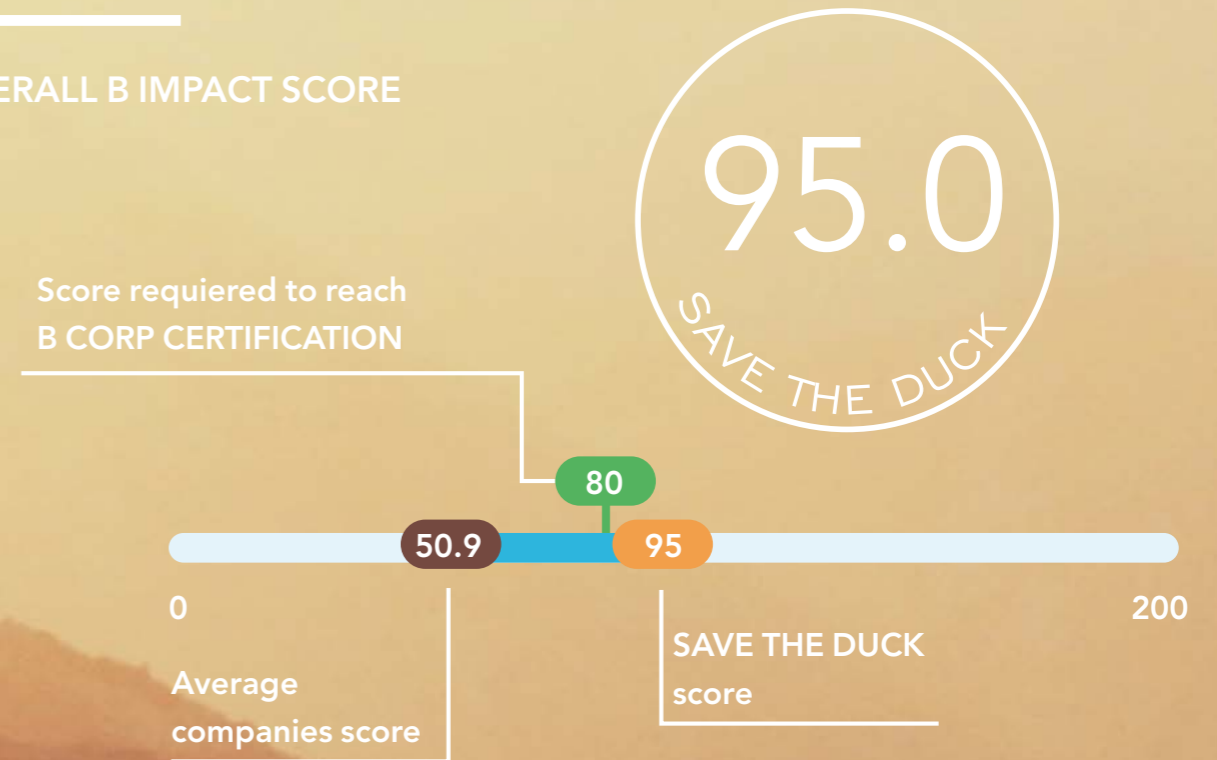 ERALL B IMPACT SCORE
95.0
SAVE THE DUCK
Score requiered to reach
B CORP CERTIFICATION
80
50.9
95
0
200
Average
companies score
SAVE THE DUCK
score